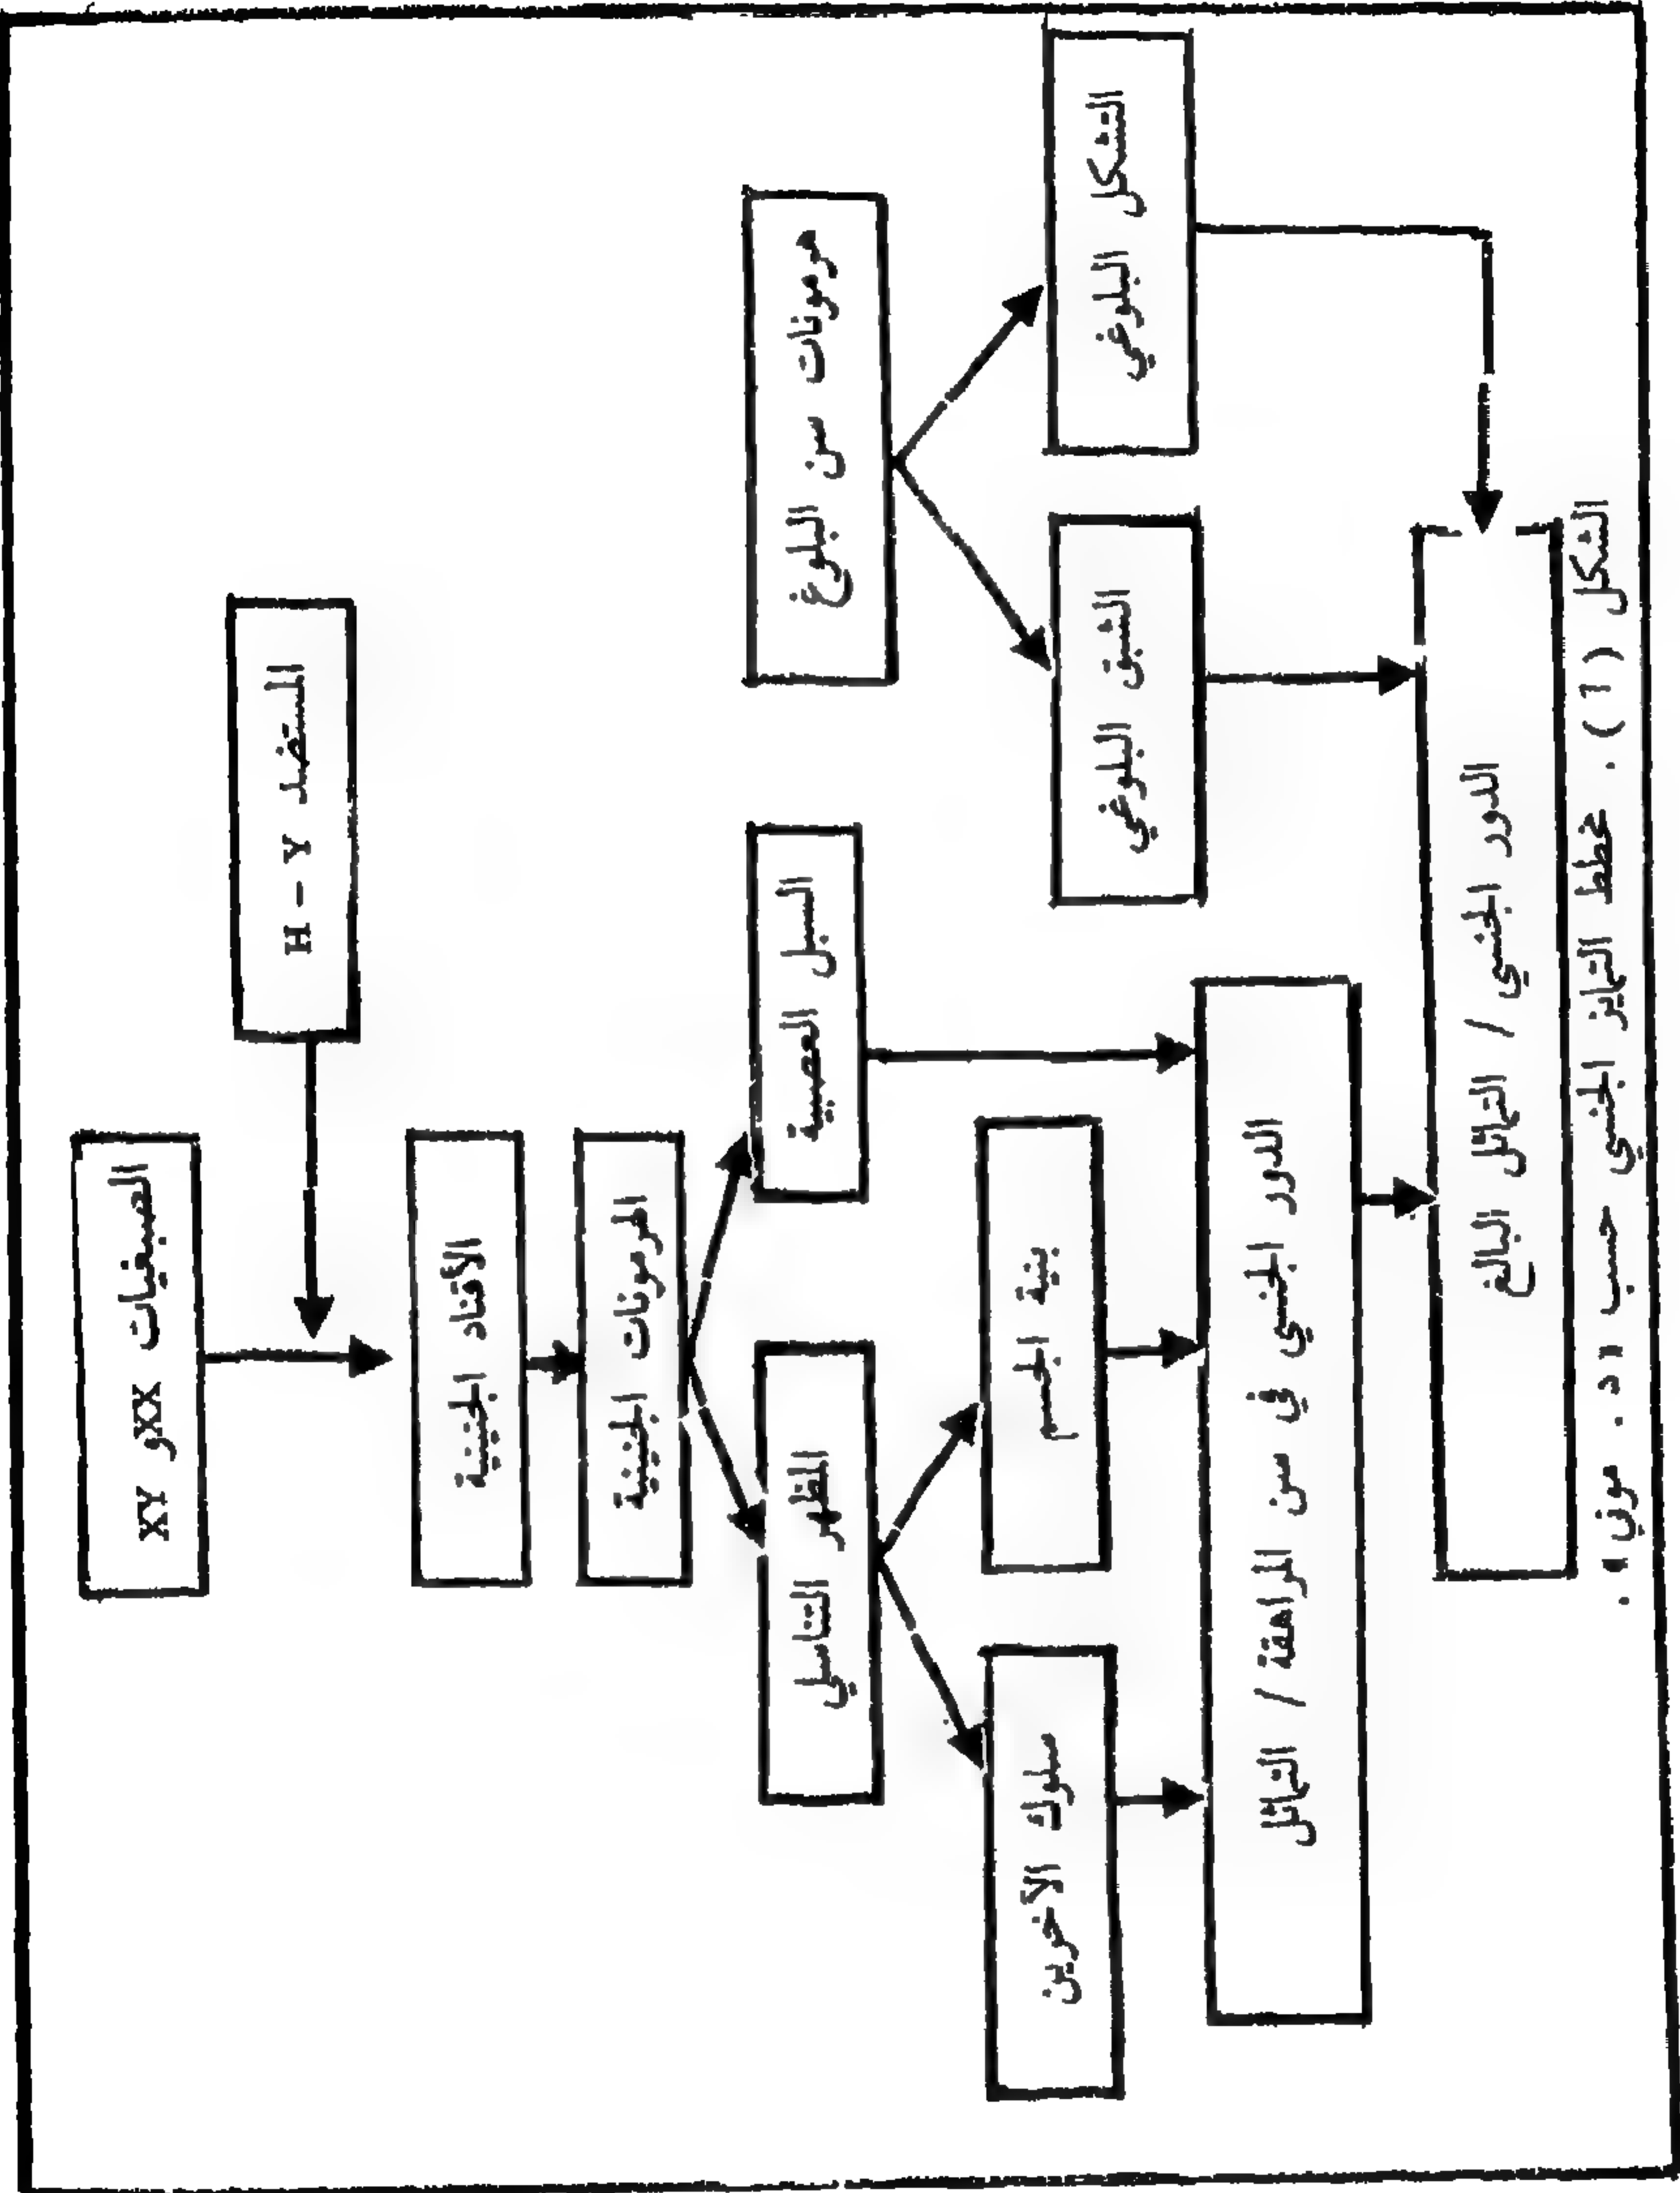 الصبغيات XX و XY
المستضد H - Y
الأقناد الجنينية
الهرمونات الجنينية
هرمونات سن البلوغ
السبل العصبية
المظهر التناسلي
التشكل البلوغي
الشبق البلوغي
بنية الجسم
سلوك الآخرين
الدور الجنسي في سن المراهقة / التماثل
الدور الجنسي / التماثل البالغ
الشكل (1). مخطط التمايز الجنسي حسب «د. موني».